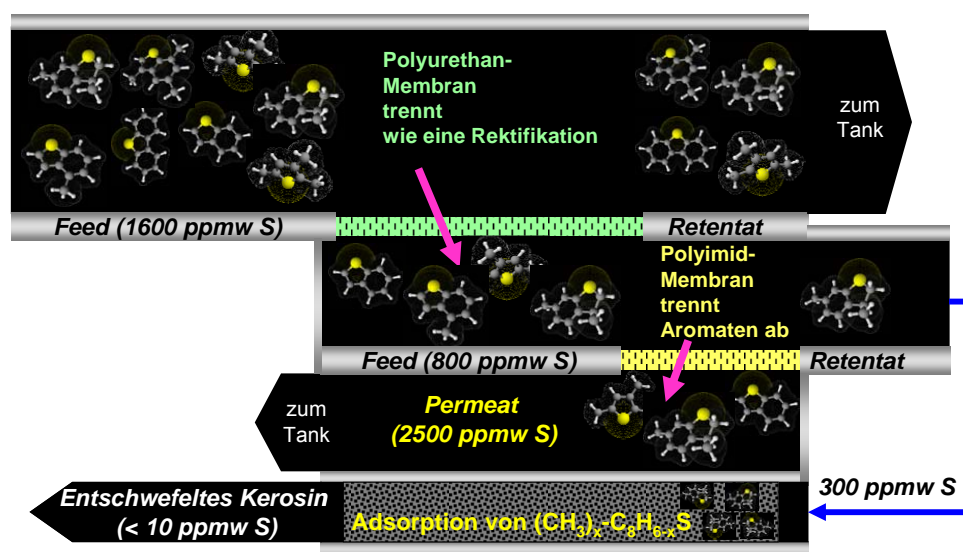 Polyurethan-
Membran
trennt
wie eine Rektifikation
zum
Tank
Feed (1600 ppmw S)
Retentat
Polyimid-
Membran
trennt
Aromaten ab
Feed (800 ppmw S)
Retentat
zum
Tank
Permeat
(2500 ppmw S)
Entschwefeltes Kerosin
(< 10 ppmw S)
Adsorption von (CH₃)ₓ-C₈H₆₋ₓS
300 ppmw S